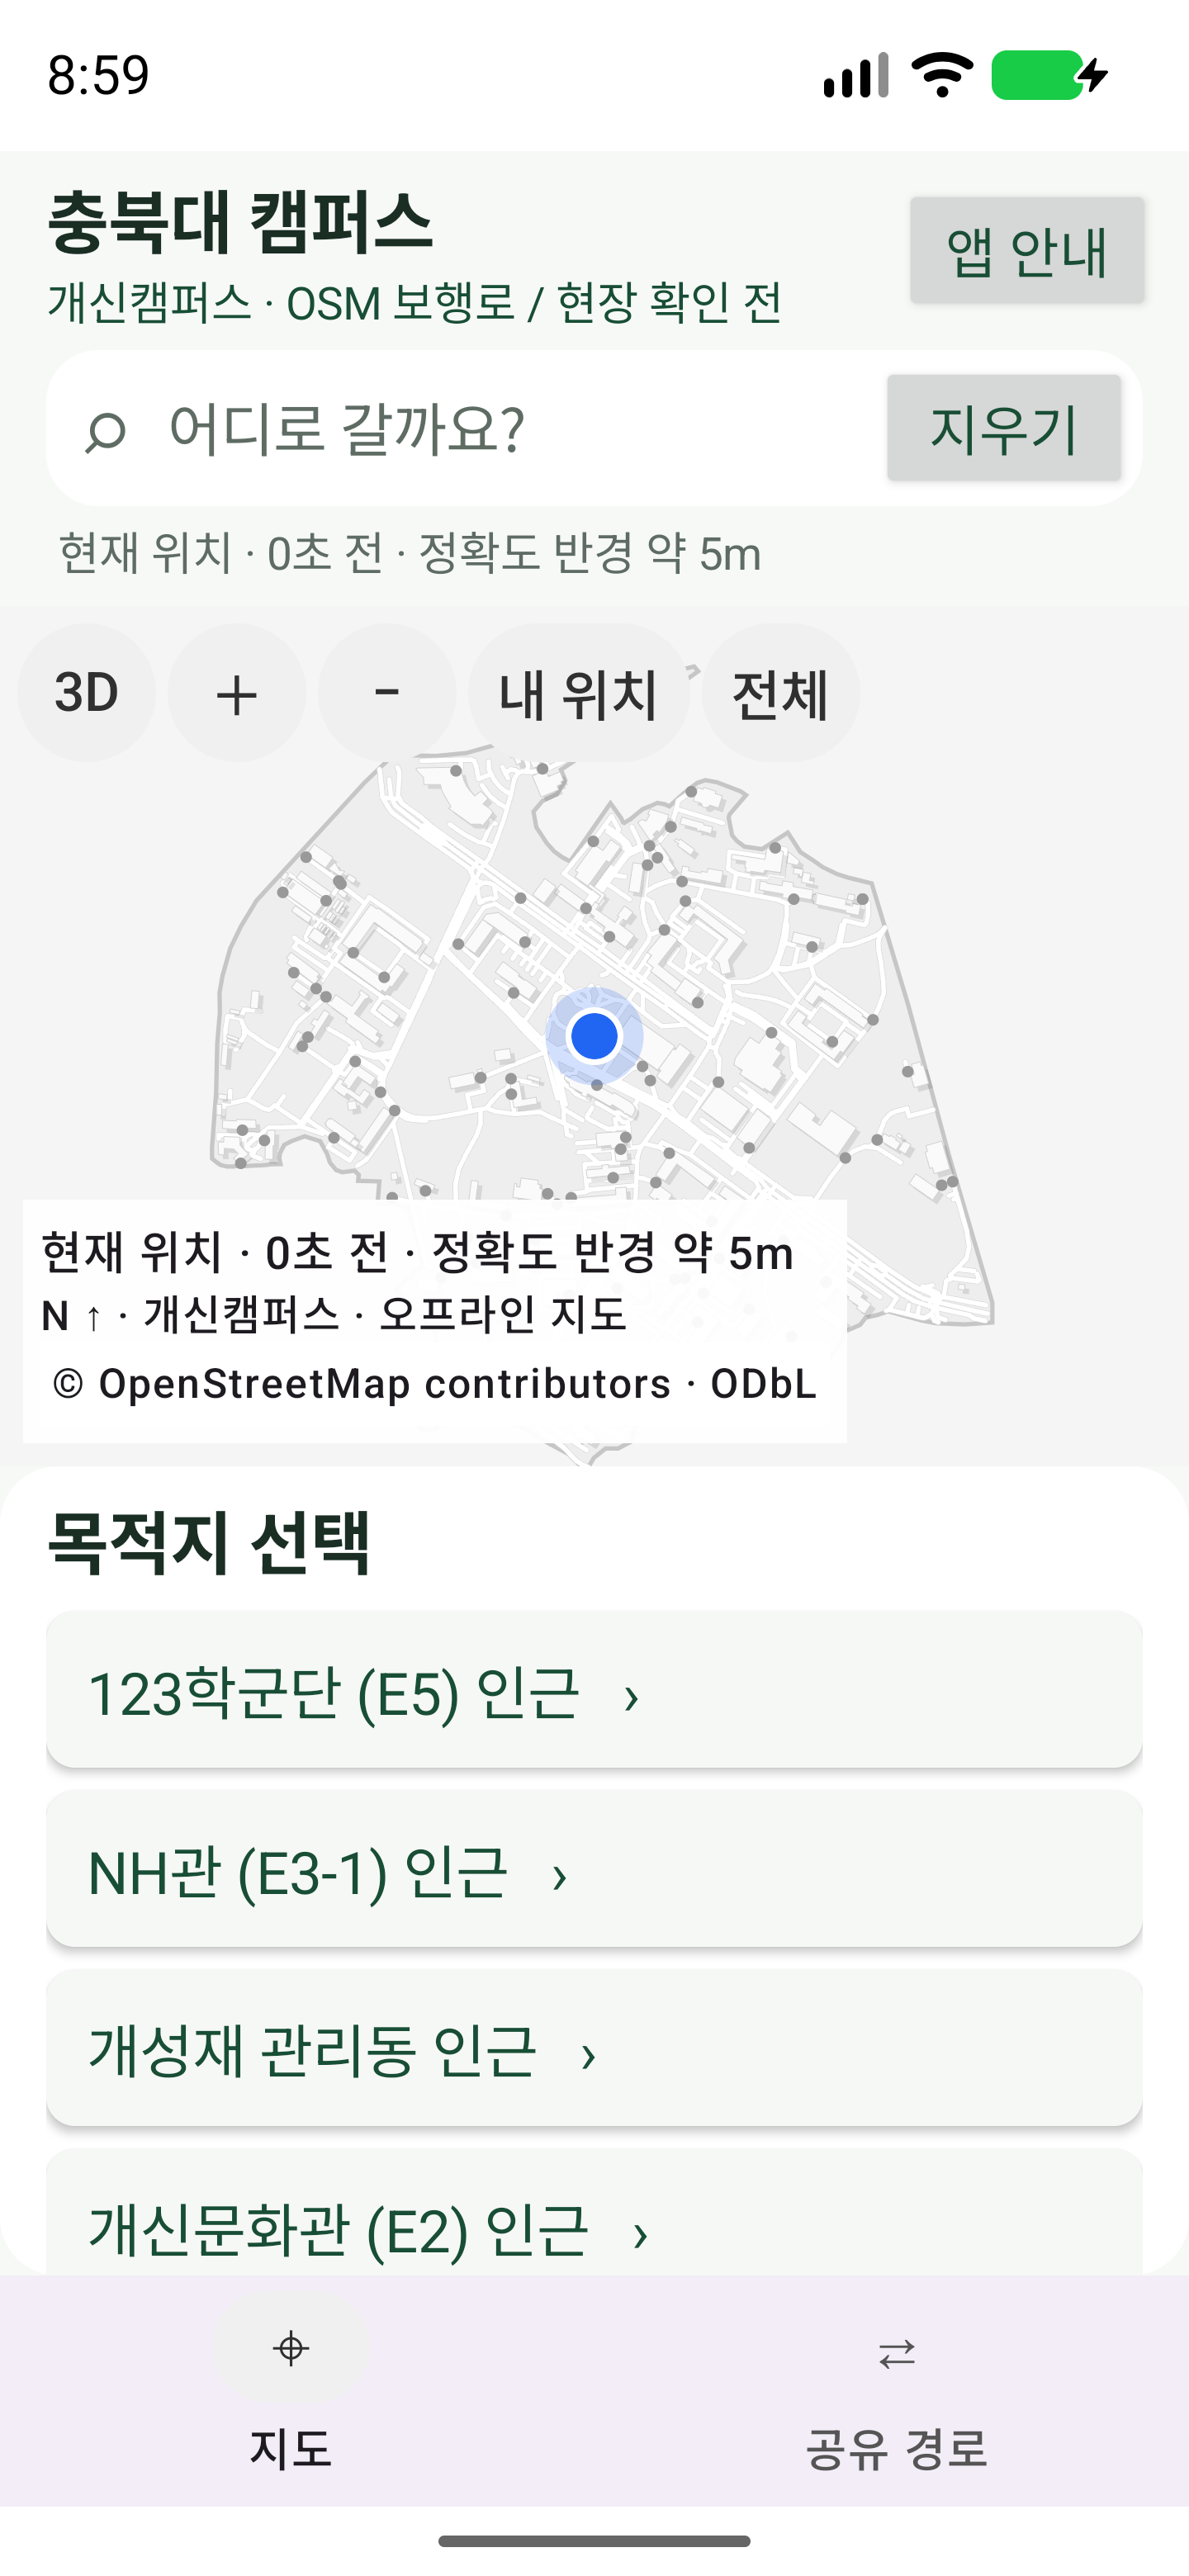 8:59
충북대 캠퍼스
앱 안내
개신캠퍼스 · OSM 보행로 / 현장 확인 전
어디로 갈까요?
지우기
현재 위치 · 0초 전 · 정확도 반경 약 5m
3D
+
-
내 위치
전체
현재 위치 · 0초 전 · 정확도 반경 약 5m
N ↑ · 개신캠퍼스 · 오프라인 지도
© OpenStreetMap contributors · ODbL
목적지 선택
123학군단 (E5) 인근 ›
NH관 (E3-1) 인근 ›
개성재 관리동 인근 ›
개신문화관 (E2) 인근 ›
지도
공유 경로